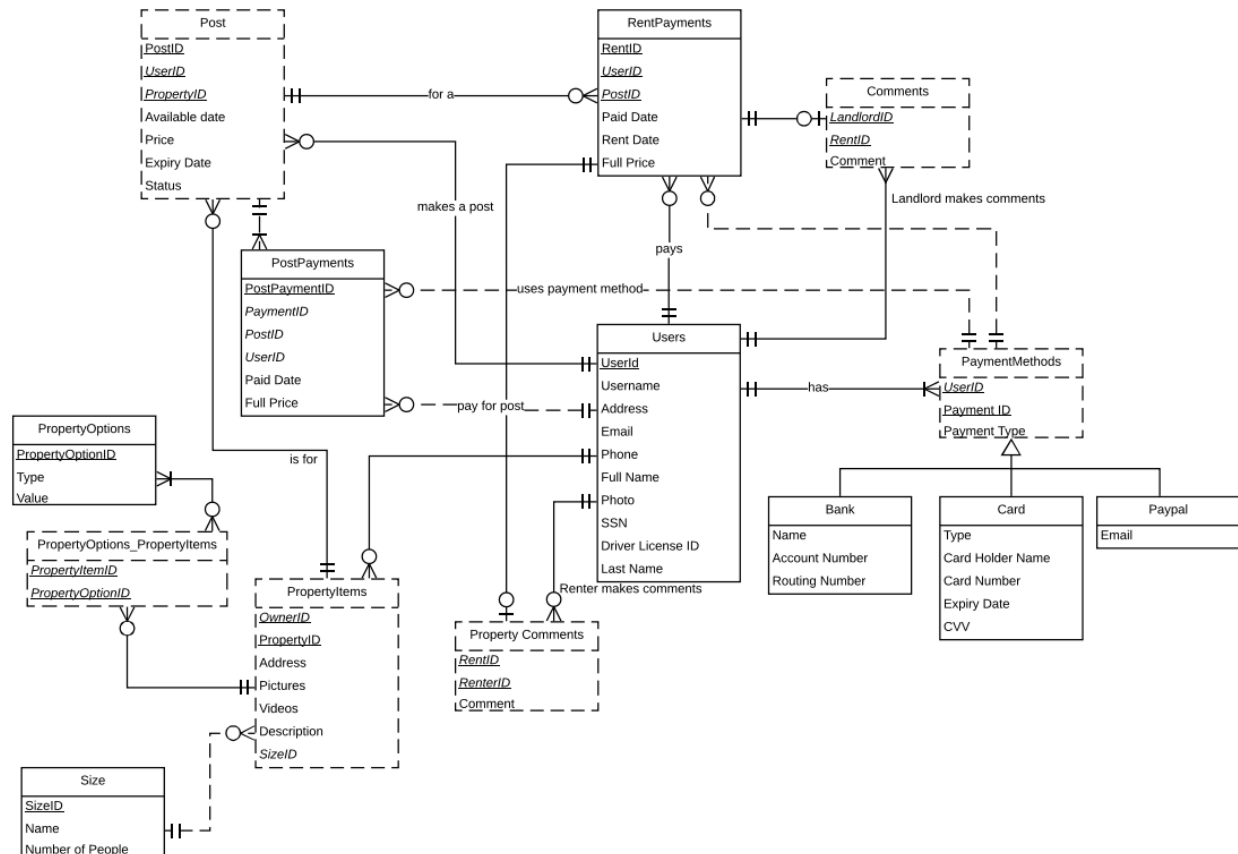 Post
PostID
UserID
PropertyID
Available date
Price
Expiry Date
Status
RentPayments
RentID
UserID
PostID
Paid Date
Rent Date
Full Price
Comments
LandlordID
RentID
Comment
for a
makes a post
Landlord makes comments
pays
PostPayments
PostPaymentID
PaymentID
PostID
UserID
Paid Date
Full Price
uses payment method
pay for post
is for
Users
UserId
Username
Address
Email
Phone
Full Name
Photo
SSN
Driver License ID
Last Name
has
PaymentMethods
UserID
Payment ID
Payment Type
PropertyOptions
PropertyOptionID
Type
Value
PropertyOptions_PropertyItems
PropertyItemID
PropertyOptionID
PropertyItems
OwnerID
PropertyID
Address
Pictures
Videos
Description
SizeID
Renter makes comments
Property Comments
RentID
RenterID
Comment
Bank
Name
Account Number
Routing Number
Card
Type
Card Holder Name
Card Number
Expiry Date
CVV
Paypal
Email
Size
SizeID
Name
Number of People